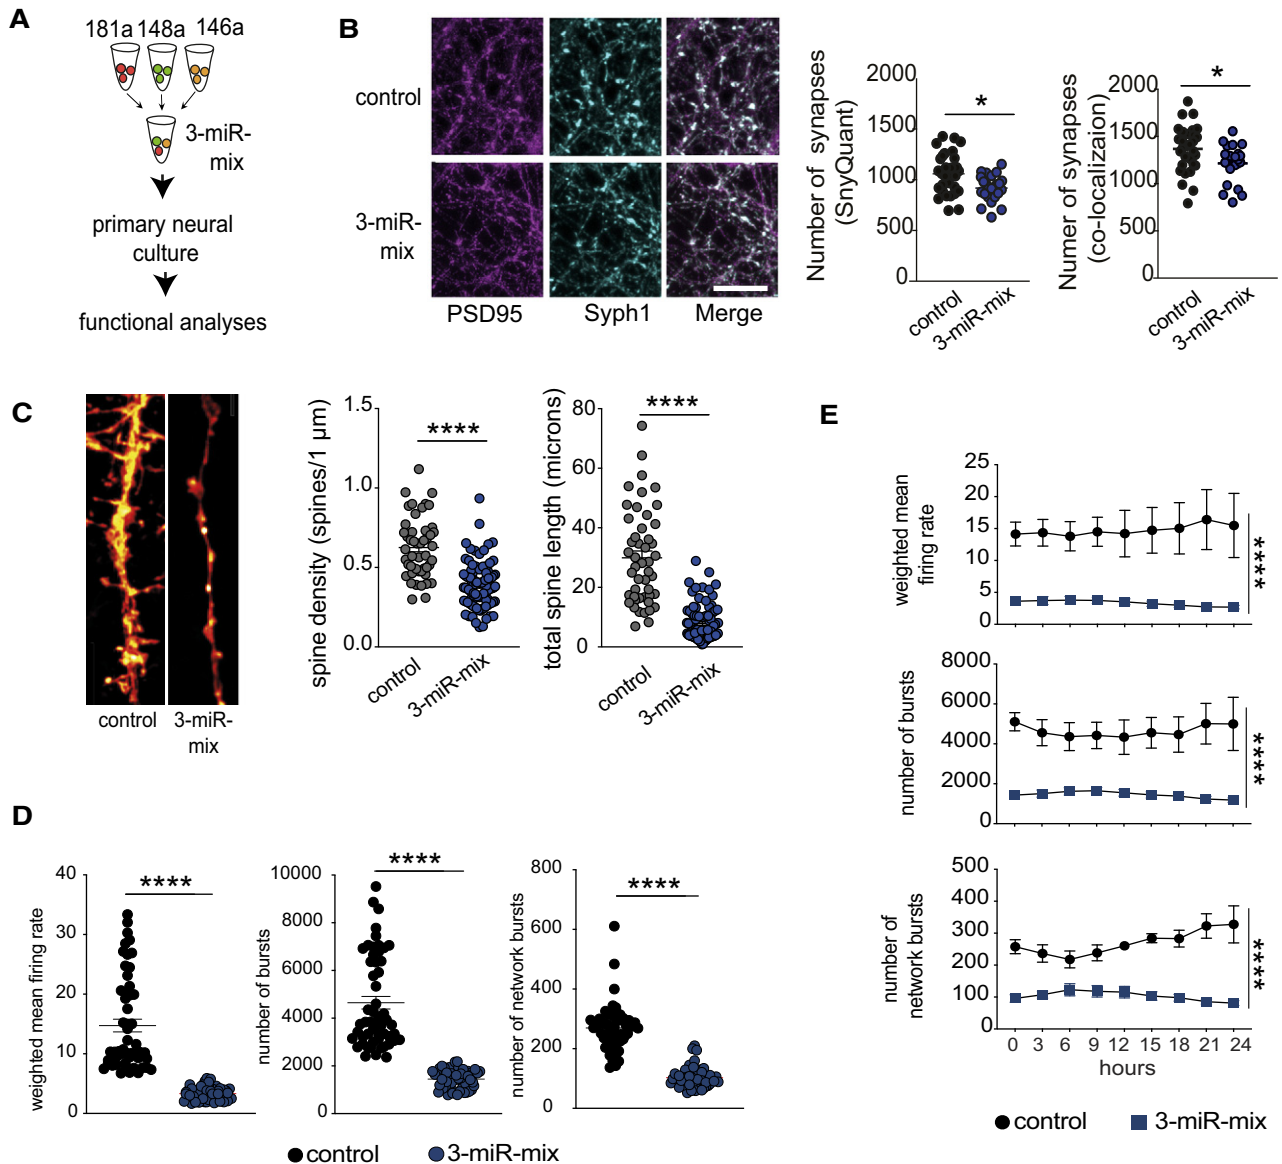 A
181a 148a 146a
3-miR-
mix
primary neural
culture
functional analyses
B
control
3-miR-
mix
PSD95 Syph1 Merge
Number of synapses
(SnyQuant)
2000
1500
1000
500
0
*
control
3-miR-mix
Numer of synapses
(co-localizaion)
2000
1500
1000
500
0
*
control
3-miR-mix
C
control
3-miR-
mix
spine density (spines/1 µm)
1.5
1.0
0.5
0.0
****
control
3-miR-mix
total spine length (microns)
80
60
40
20
0
****
control
3-miR-mix
D
weighted mean firing rate
40
30
20
10
0
****
number of bursts
10000
8000
6000
4000
2000
0
****
number of network bursts
800
600
400
200
0
****
control 3-miR-mix
E
weighted mean
firing rate
25
20
15
10
5
0
****
number of bursts
8000
6000
4000
2000
0
****
number of
network bursts
500
400
300
200
100
0
****
0 3 6 9 12 15 18 21 24
hours
control 3-miR-mix